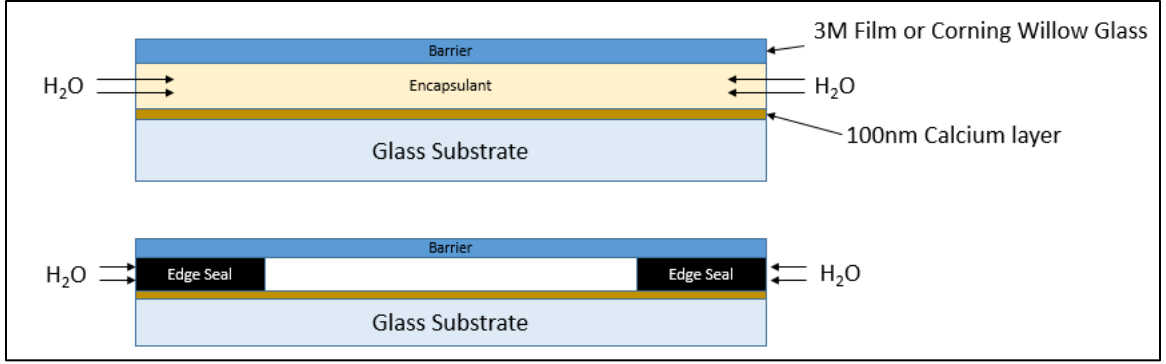 3M Film or Corning Willow Glass
Barrier
H₂O
Encapsulant
H₂O
100nm Calcium layer
Glass Substrate
Barrier
H₂O
Edge Seal
Edge Seal
H₂O
Glass Substrate